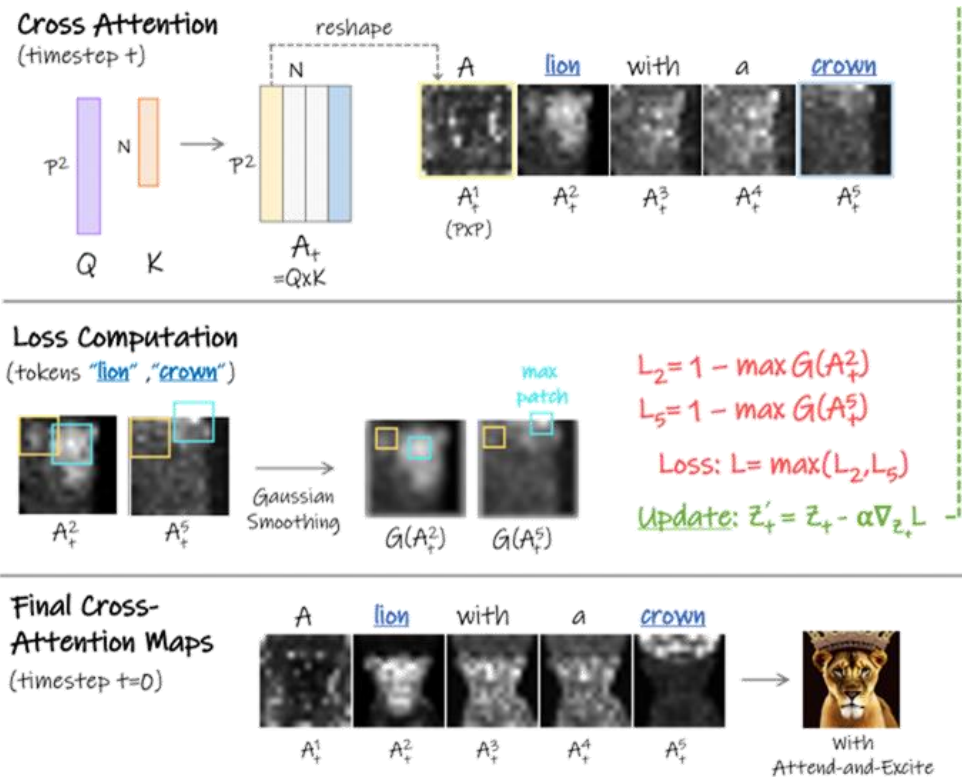 Cross Attention
(timestep t)
reshape
N
A lion with a crown
P² N P²
A¹ₜ A²ₜ A³ₜ A⁴ₜ A⁵ₜ
(PxP)
Q K Aₜ
=QxK
Loss Computation
(tokens "lion" ,"crown")
max
patch
Gaussian
Smoothing
A²ₜ A⁵ₜ G(A²ₜ) G(A⁵ₜ)
L₂= 1 - max G(A²ₜ)
L₅= 1 - max G(A⁵ₜ)
Loss: L= max(L₂,L₅)
Update: z'ₜ = zₜ - α∇zₜ L
Final Cross-
Attention Maps
(timestep t=0)
A lion with a crown
A¹ₜ A²ₜ A³ₜ A⁴ₜ A⁵ₜ
With
Attend-and-Excite